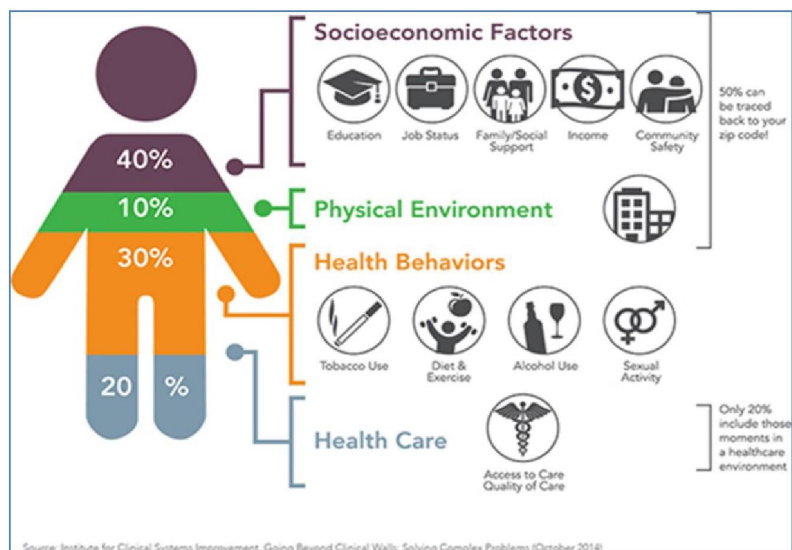 Socioeconomic Factors
Education
Job Status
Family/Social
Support
Income
Community
Safety
50% can
be traced
back to your
zip code!
40%
10%
Physical Environment
30%
Health Behaviors
Tobacco Use
Diet &
Exercise
Alcohol Use
Sexual
Activity
20 %
Health Care
Access to Care
Quality of Care
Only 20%
include those
moments in
a healthcare
environment
Source: Institute for Clinical Systems Improvement, Going Beyond Clinical Walls: Solving Complex Problems (October 2014)